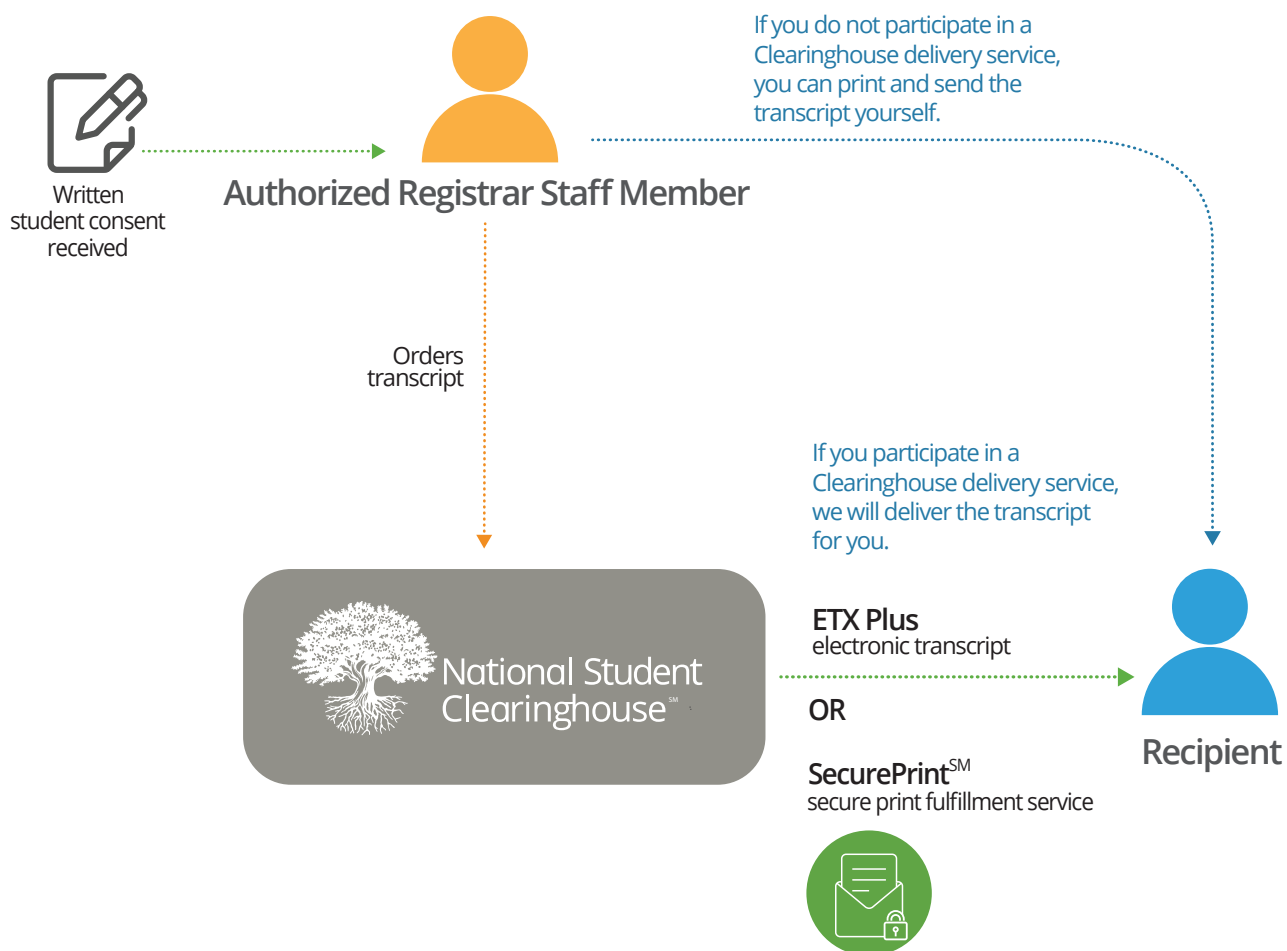 If you do not participate in a
Clearinghouse delivery service,
you can print and send the
transcript yourself.
Written
student consent
received
Authorized Registrar Staff Member
Orders
transcript
If you participate in a
Clearinghouse delivery service,
we will deliver the transcript
for you.
National Student
Clearinghouse℠
ETX Plus
electronic transcript
OR
SecurePrint℠
secure print fulfillment service
Recipient